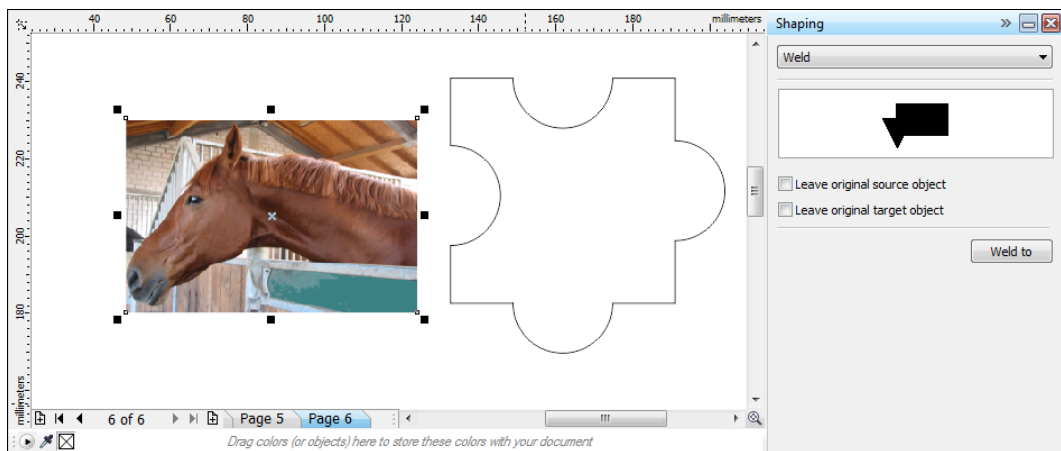 40 60 80 100 120 140 160 180 millimeters
Shaping
Weld
240
220
200
180
millimeters
Leave original source object
Leave original target object
Weld to
6 of 6 Page 5 Page 6
Drag colors (or objects) here to store these colors with your document